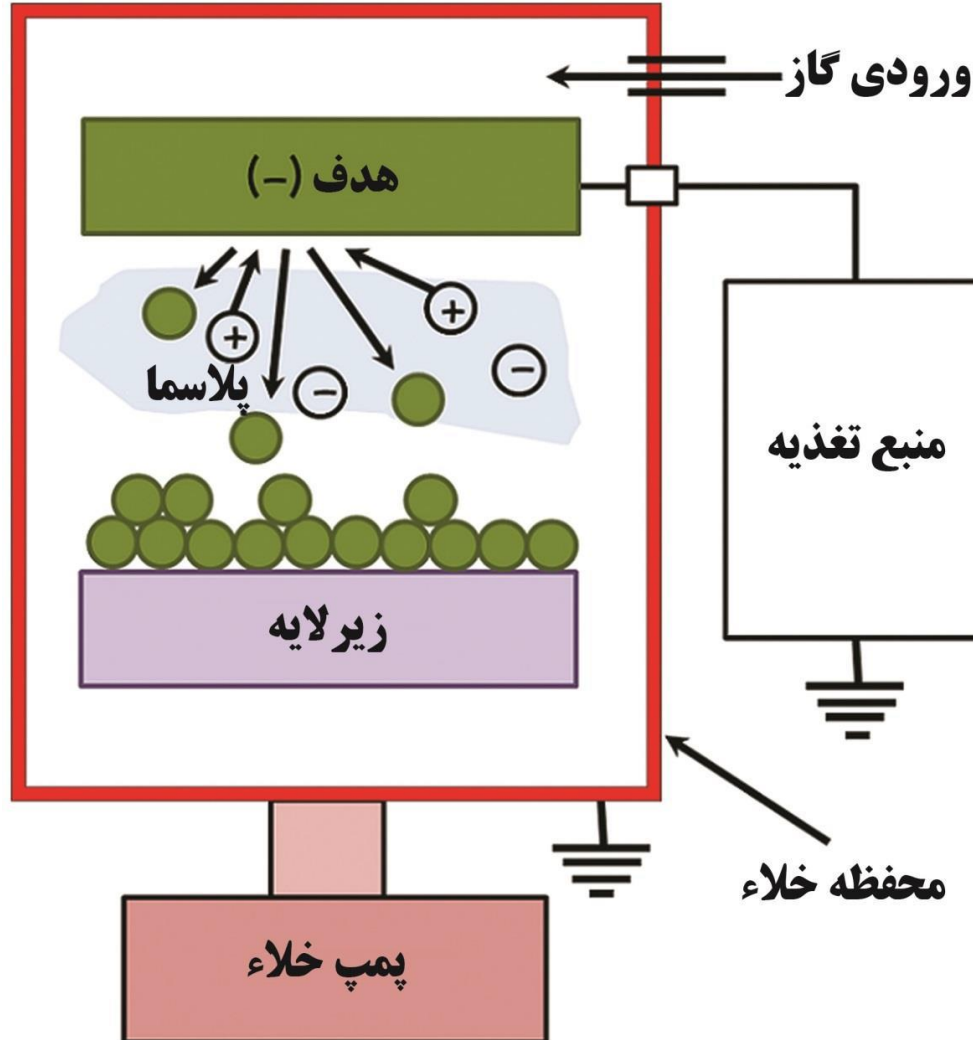 ورودی گاز
هدف (−)
+
+
−
−
پلاسما
منبع تغذیه
زیرلایه
محفظه خلاء
پمپ خلاء